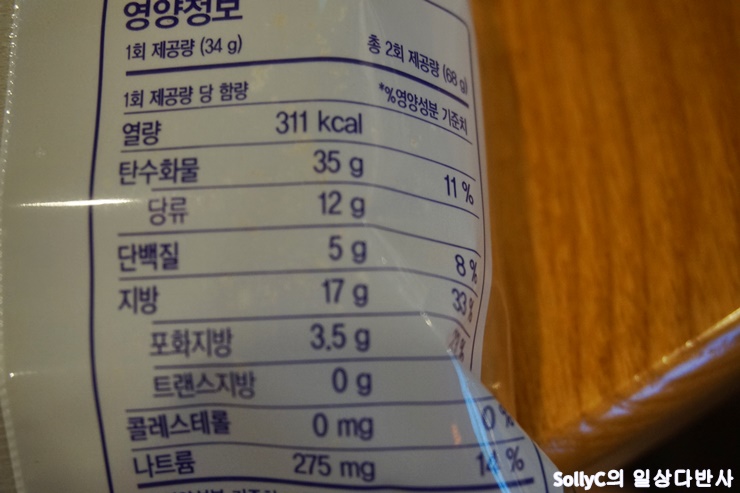 영양정보
1회 제공량 (34 g) 총 2회 제공량 (68 g)
1회 제공량 당 함량 *%영양성분 기준치
열량 311 kcal
탄수화물 35 g 11 %
당류 12 g
단백질 5 g 8 %
지방 17 g 33 %
포화지방 3.5 g
트랜스지방 0 g
콜레스테롤 0 mg 0 %
나트륨 275 mg 14 %
SollyC의 일상다반사